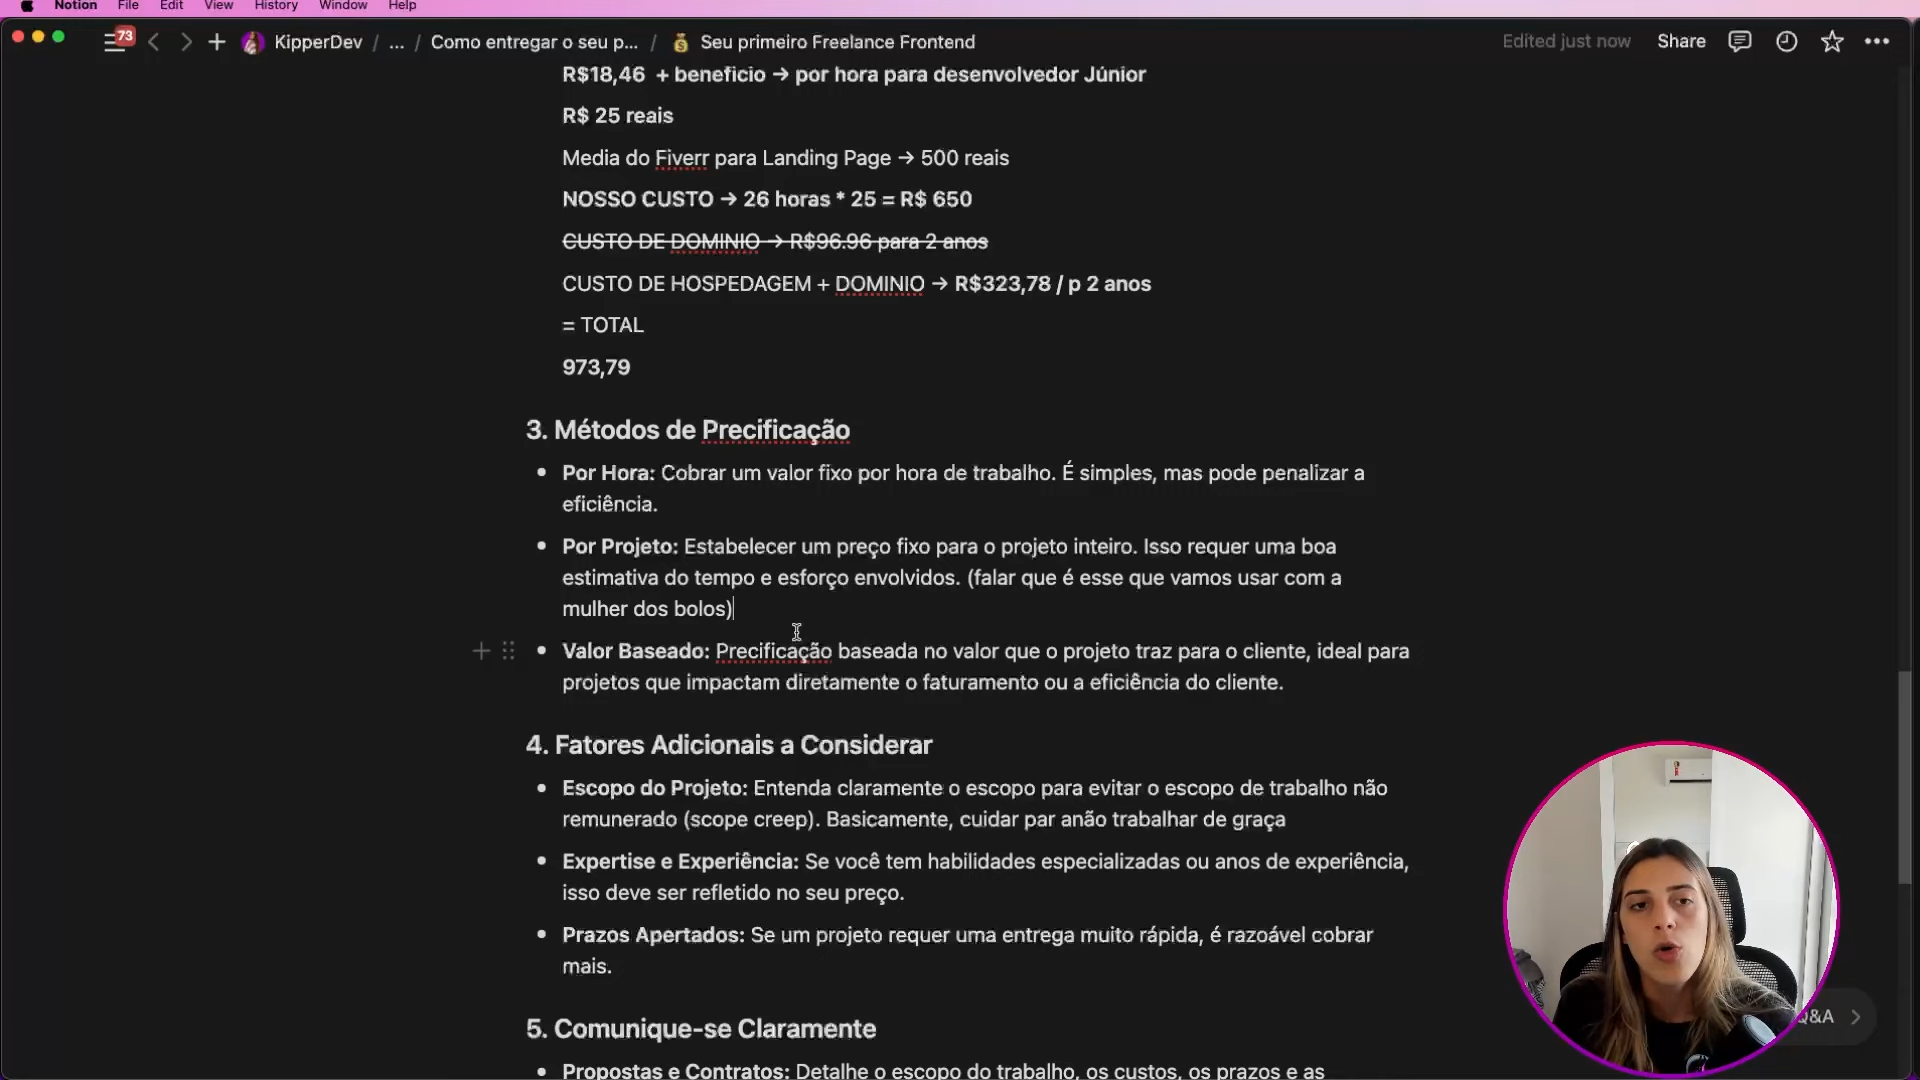 Notion File Edit View History Window Help
73 KipperDev / ... / Como entregar o seu p... / Seu primeiro Freelance Frontend Edited just now Share
R$18,46 + beneficio → por hora para desenvolvedor Júnior
R$ 25 reais
Media do Fiverr para Landing Page → 500 reais
NOSSO CUSTO → 26 horas * 25 = R$ 650
CUSTO DE DOMINIO → R$96.96 para 2 anos
CUSTO DE HOSPEDAGEM + DOMINIO → R$323,78 / p 2 anos
= TOTAL
973,79
3. Métodos de Precificação
• Por Hora: Cobrar um valor fixo por hora de trabalho. É simples, mas pode penalizar a
eficiência.
• Por Projeto: Estabelecer um preço fixo para o projeto inteiro. Isso requer uma boa
estimativa do tempo e esforço envolvidos. (falar que é esse que vamos usar com a
mulher dos bolos)
• Valor Baseado: Precificação baseada no valor que o projeto traz para o cliente, ideal para
projetos que impactam diretamente o faturamento ou a eficiência do cliente.
4. Fatores Adicionais a Considerar
• Escopo do Projeto: Entenda claramente o escopo para evitar o escopo de trabalho não
remunerado (scope creep). Basicamente, cuidar par anão trabalhar de graça
• Expertise e Experiência: Se você tem habilidades especializadas ou anos de experiência,
isso deve ser refletido no seu preço.
• Prazos Apertados: Se um projeto requer uma entrega muito rápida, é razoável cobrar
mais.
Q&A
5. Comunique-se Claramente
• Propostas e Contratos: Detalhe o escopo do trabalho, os custos, os prazos e as